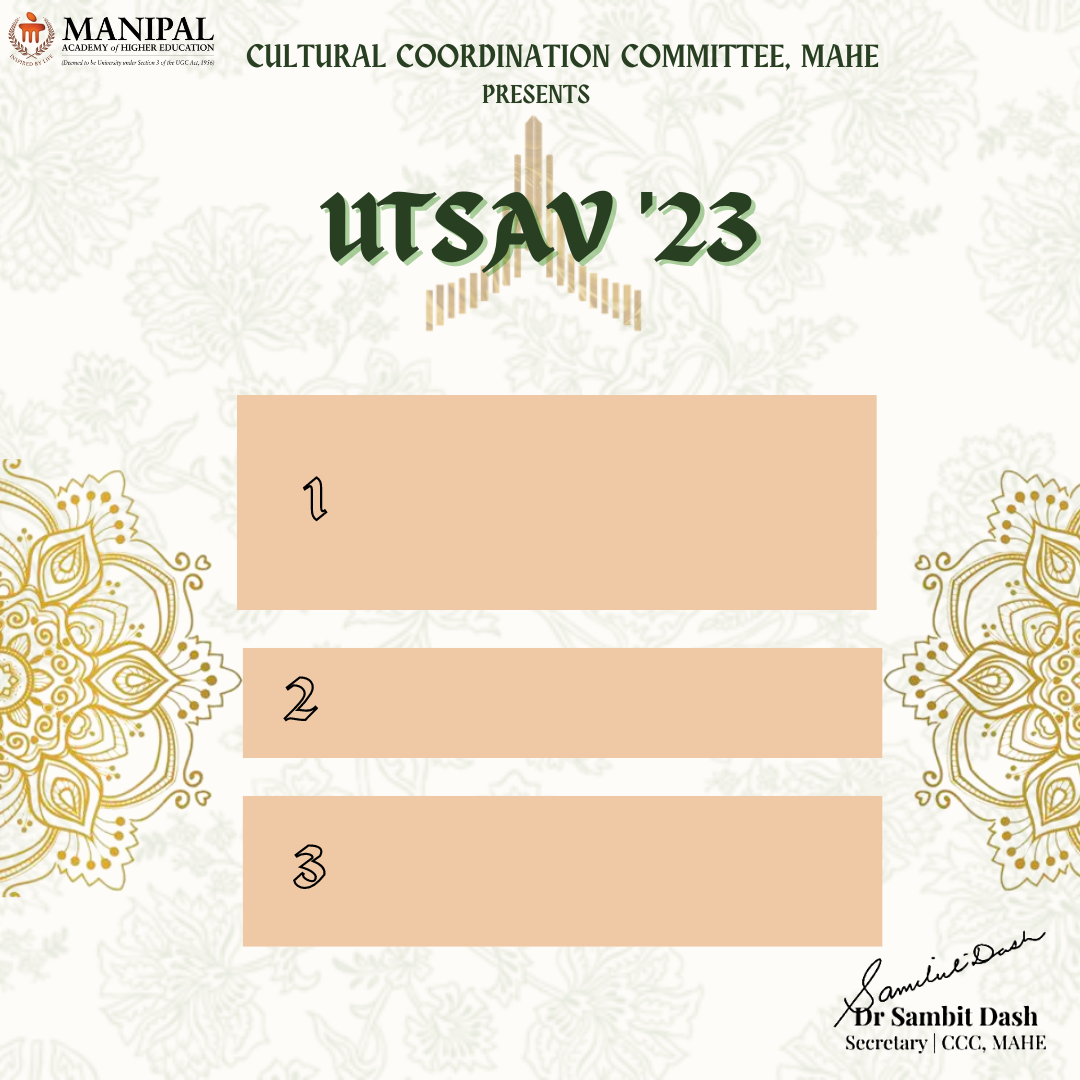 MANIPAL
ACADEMY of HIGHER EDUCATION
(Deemed to be University under Section 3 of the UGC Act, 1956)
INSPIRED BY LIFE
CULTURAL COORDINATION COMMITTEE, MAHE
PRESENTS
UTSAV '23
1
2
3
Sambit Dash
Dr Sambit Dash
Secretary | CCC, MAHE